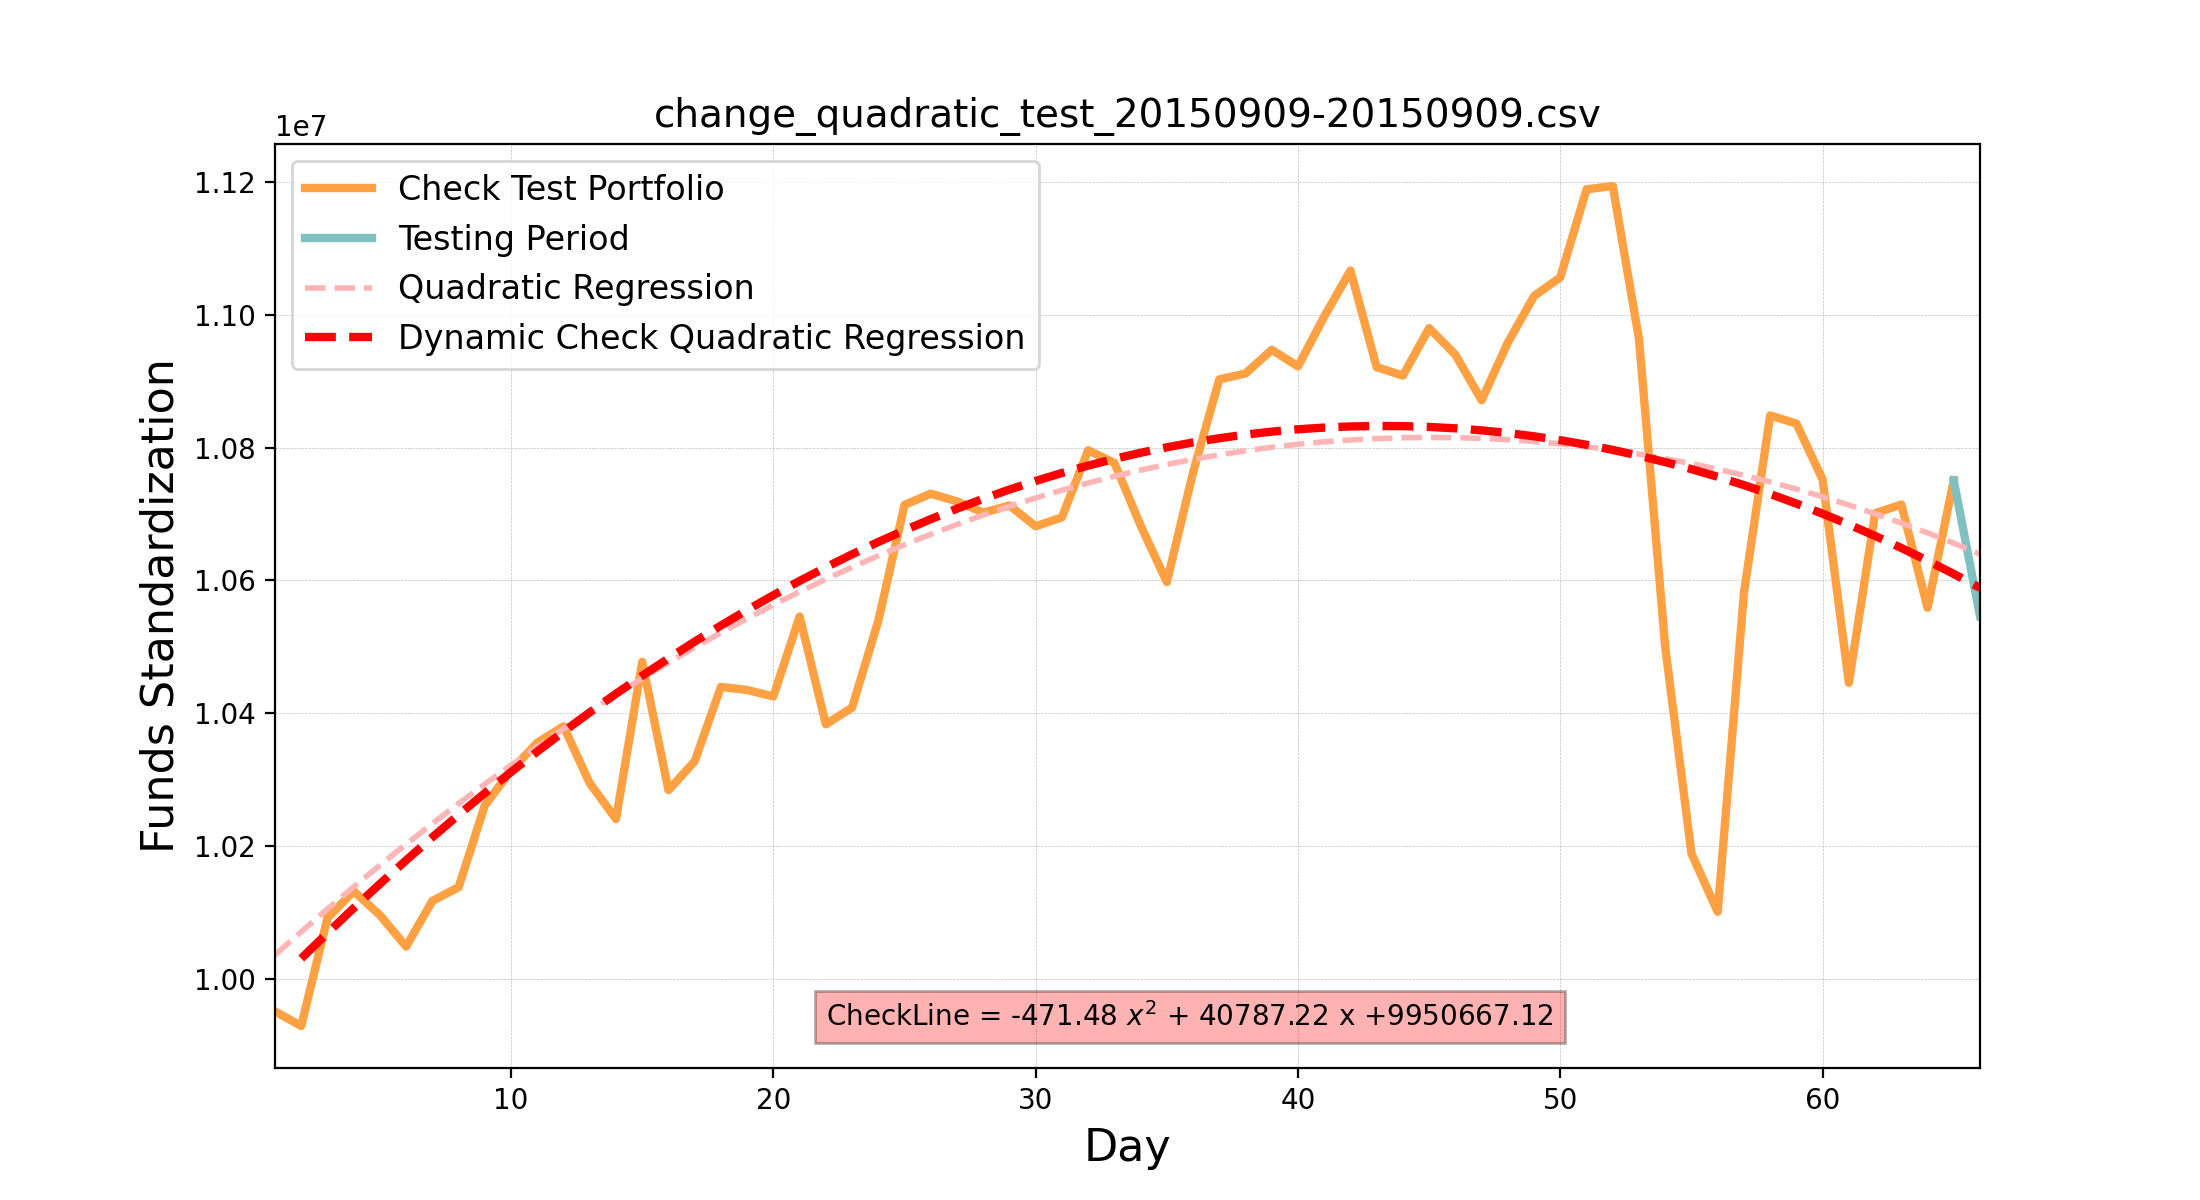 change_quadratic_test_20150909-20150909.csv
1e7
Check Test Portfolio
Testing Period
Quadratic Regression
Dynamic Check Quadratic Regression
1.12
1.10
1.08
1.06
1.04
1.02
1.00
Funds Standardization
CheckLine = -471.48 x² + 40787.22 x +9950667.12
10 20 30 40 50 60
Day